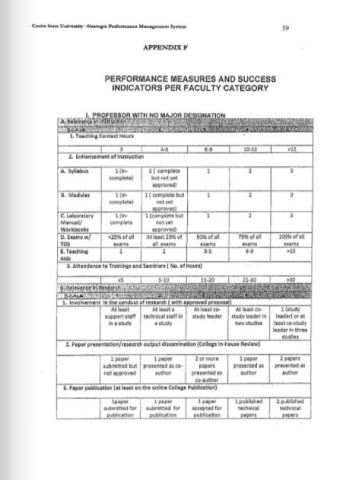 Cavite State University -Strategic Performance Management System
39
APPENDIX F
PERFORMANCE MEASURES AND SUCCESS
INDICATORS PER FACULTY CATEGORY
I. PROFESSOR WITH NO MAJOR DESIGNATION
A. Relevance in Instruction
SCALE
1. Teaching Contact Hours
3 4-5 6-9 10-12 >12
2. Enhancement of Instruction
A. Syllabus 1 (in- 1 ( complete 1 2 3
complete) but not yet
approved)
B. Modules 1 (in- 1 (complete but 1 2 3
complete) not yet
approved)
C. Laboratory 1 (in- 1 (complete but 1 2 3
Manual/ complete not yet
Workbooks approved)
D. Exams w/ <25% of all At least 25% of 50% of all 75% of all 100% of all
TOS exams all exams exams exams exams
E. Teaching 1 2 3-5 6-9 >10
Aids
3. Attendance to Trainings and Seminars ( No. of hours)
<5 5-10 11-20 21-30 >30
B. Relevance in Research
SCALE
1. Involvement in the conduct of research ( with approved proposal)
At least At least a At least co- At least co- 1 (study
support staff technical staff in study leader study leader in leader) or at
in a study a study two studies least co-study
leader in three
studies
2. Paper presentation/research output dissemination (College In-house Review)
1 paper 1 paper 2 or more 1 paper 2 papers
submitted but presented as co- papers presented as presented as
not approved author presented as author author
co-author
3. Paper publication (at least on the online College Publication)
1paper 1 paper 1 paper 1 published 2 published
submitted for submitted for accepted for technical technical
publication publication publication papers papers